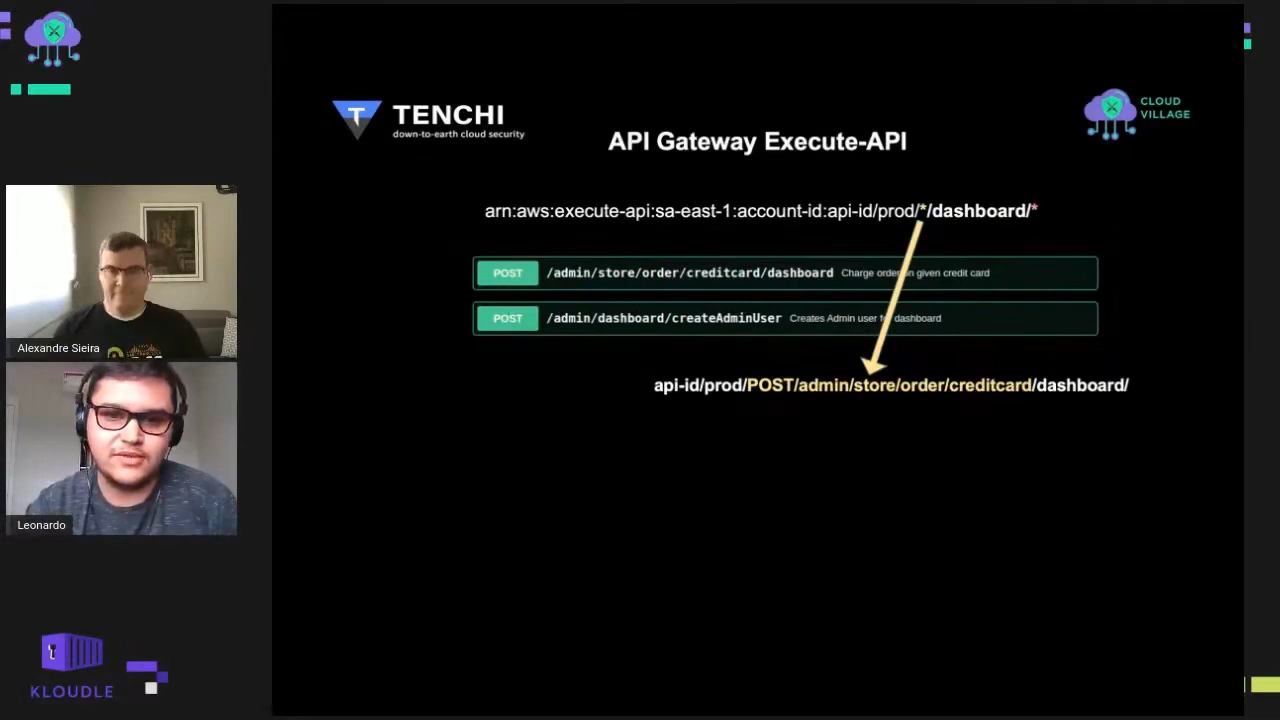 TENCHI
down-to-earth cloud security
API Gateway Execute-API
CLOUD
VILLAGE
arn:aws:execute-api:sa-east-1:account-id:api-id/prod/*/dashboard/*
POST /admin/store/order/creditcard/dashboard Charge order in given credit card
POST /admin/dashboard/createAdminUser Creates Admin user for dashboard
api-id/prod/POST/admin/store/order/creditcard/dashboard/
Alexandre Sieira
Leonardo
KLOUDLE